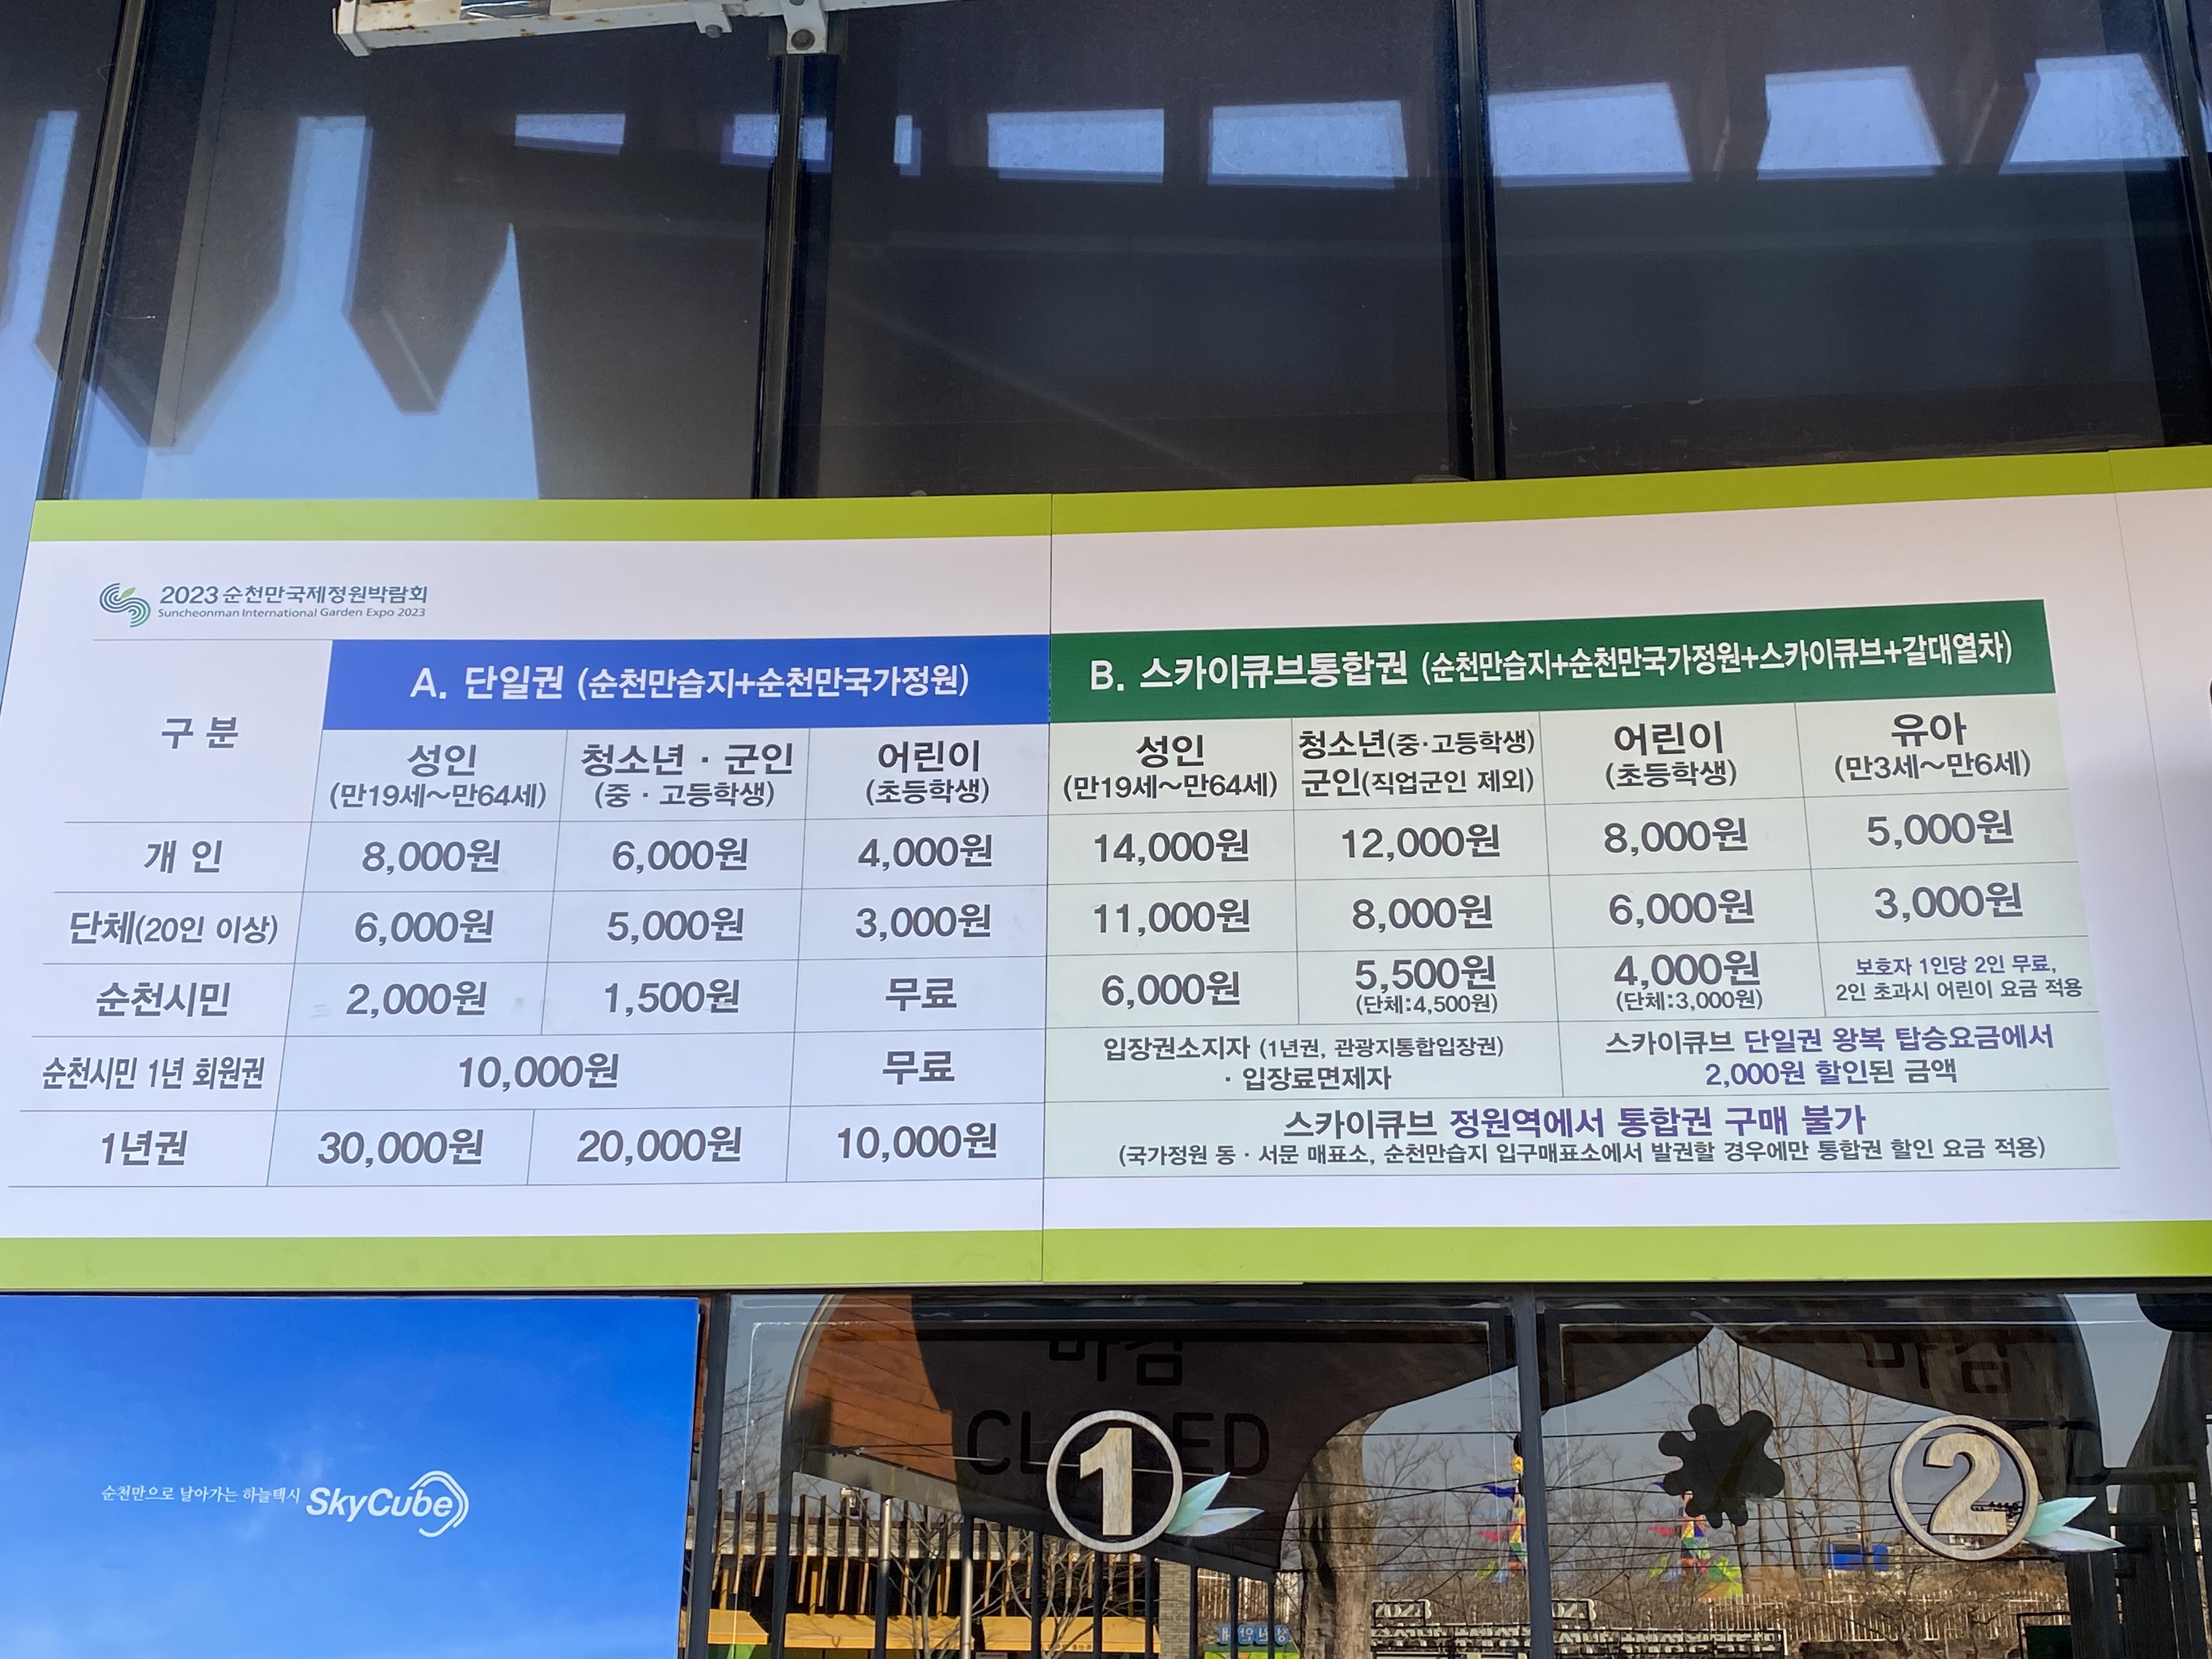 2023 순천만국제정원박람회
Suncheonman International Garden Expo 2023
구 분
A. 단일권 (순천만습지+순천만국가정원)
B. 스카이큐브통합권 (순천만습지+순천만국가정원+스카이큐브+갈대열차)
성인
(만19세~만64세)
청소년 · 군인
(중 · 고등학생)
어린이
(초등학생)
성인
(만19세~만64세)
청소년(중·고등학생)
군인(직업군인 제외)
어린이
(초등학생)
유아
(만3세~만6세)
개 인 8,000원 6,000원 4,000원 14,000원 12,000원 8,000원 5,000원
단체(20인 이상) 6,000원 5,000원 3,000원 11,000원 8,000원 6,000원 3,000원
순천시민 2,000원 1,500원 무료 6,000원
5,500원
(단체:4,500원)
4,000원
(단체:3,000원)
보호자 1인당 2인 무료,
2인 초과시 어린이 요금 적용
순천시민 1년 회원권 10,000원 무료
입장권소지자 (1년권, 관광지통합입장권)
· 입장료면제자
스카이큐브 단일권 왕복 탑승요금에서
2,000원 할인된 금액
1년권 30,000원 20,000원 10,000원
스카이큐브 정원역에서 통합권 구매 불가
(국가정원 동 · 서문 매표소, 순천만습지 입구매표소에서 발권할 경우에만 통합권 할인 요금 적용)
순천만으로 날아가는 하늘택시 SkyCube
마감
CLOSED
1
마감
2